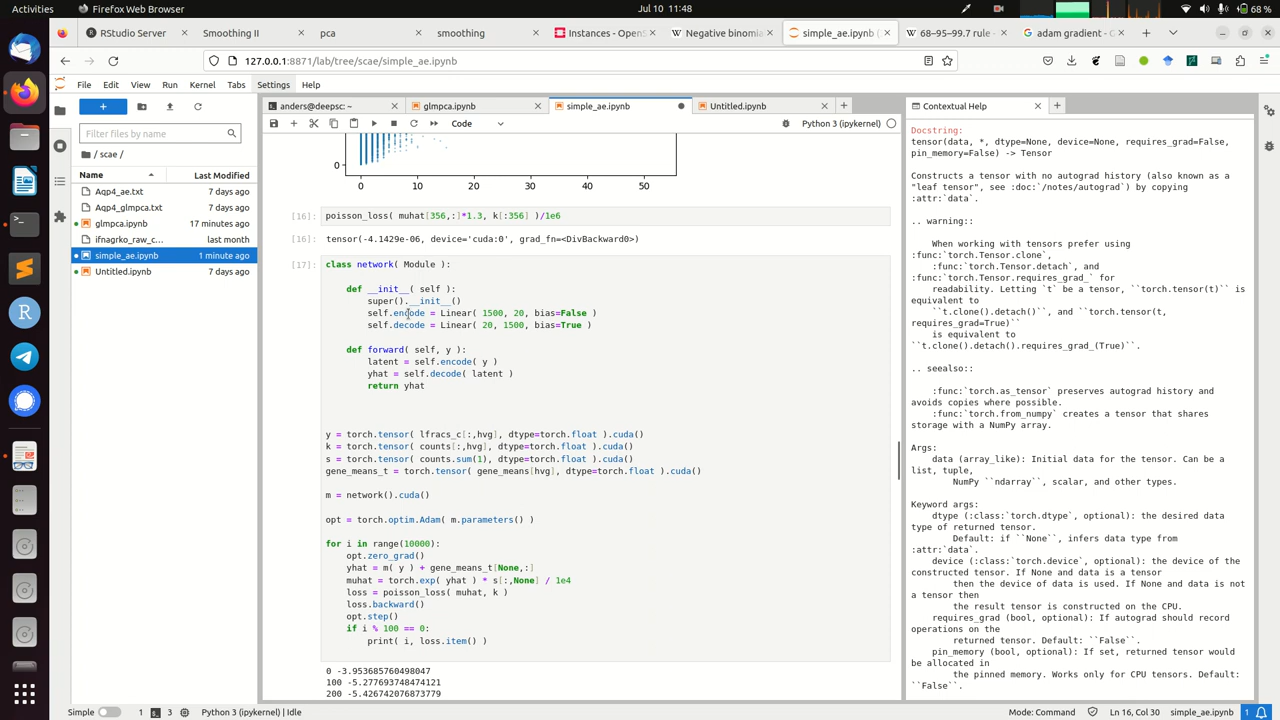 Activities
Firefox Web Browser
Jul 10 11:48
68 %
RStudio Server
Smoothing II
pca
smoothing
Instances - OpenS
Negative binomia
simple_ae.ipynb (
68–95–99.7 rule -
adam gradient -
127.0.0.1:8871/lab/tree/scae/simple_ae.ipynb
File Edit View Run Kernel Tabs Settings Help
anders@deepsc: ~
glmpca.ipynb
simple_ae.ipynb
Untitled.ipynb
Contextual Help
Code
Python 3 (ipykernel)
Filter files by name
/ scae /
Name Last Modified
Aqp4_ae.txt 7 days ago
Aqp4_glmpca.txt 7 days ago
glmpca.ipynb 17 minutes ago
ifnagrko_raw_c... last month
simple_ae.ipynb 1 minute ago
Untitled.ipynb 7 days ago
0
0 10 20 30 40 50
[16]: poisson_loss( muhat[356,:]*1.3, k[:356] )/1e6
[16]: tensor(-4.1429e-06, device='cuda:0', grad_fn=<DivBackward0>)
[17]: class network( Module ):
def __init__( self ):
super().__init__()
self.encode = Linear( 1500, 20, bias=False )
self.decode = Linear( 20, 1500, bias=True )
def forward( self, y ):
latent = self.encode( y )
yhat = self.decode( latent )
return yhat
y = torch.tensor( lfracs_c[:,hvg], dtype=torch.float ).cuda()
k = torch.tensor( counts[:,hvg], dtype=torch.float ).cuda()
s = torch.tensor( counts.sum(1), dtype=torch.float ).cuda()
gene_means_t = torch.tensor( gene_means[hvg], dtype=torch.float ).cuda()
m = network().cuda()
opt = torch.optim.Adam( m.parameters() )
for i in range(10000):
opt.zero_grad()
yhat = m( y ) + gene_means_t[None,:]
muhat = torch.exp( yhat ) * s[:,None] / 1e4
loss = poisson_loss( muhat, k )
loss.backward()
opt.step()
if i % 100 == 0:
print( i, loss.item() )
0 -3.953685760498047
100 -5.277693748474121
200 -5.426742076873779
Docstring:
tensor(data, *, dtype=None, device=None, requires_grad=False,
pin_memory=False) -> Tensor
Constructs a tensor with no autograd history (also known as a
"leaf tensor", see :doc:`/notes/autograd`) by copying
:attr:`data`.
.. warning::
When working with tensors prefer using
:func:`torch.Tensor.clone`,
:func:`torch.Tensor.detach`, and
:func:`torch.Tensor.requires_grad_` for
readability. Letting `t` be a tensor, ``torch.tensor(t)`` is
equivalent to
``t.clone().detach()``, and ``torch.tensor(t,
requires_grad=True)``
is equivalent to
``t.clone().detach().requires_grad_(True)``.
.. seealso::
:func:`torch.as_tensor` preserves autograd history and
avoids copies where possible.
:func:`torch.from_numpy` creates a tensor that shares
storage with a NumPy array.
Args:
data (array_like): Initial data for the tensor. Can be a
list, tuple,
NumPy ``ndarray``, scalar, and other types.
Keyword args:
dtype (:class:`torch.dtype`, optional): the desired data
type of returned tensor.
Default: if ``None``, infers data type from
:attr:`data`.
device (:class:`torch.device`, optional): the device of the
constructed tensor. If None and data is a tensor
then the device of data is used. If None and data is not
a tensor then
the result tensor is constructed on the CPU.
requires_grad (bool, optional): If autograd should record
operations on the
returned tensor. Default: ``False``.
pin_memory (bool, optional): If set, returned tensor would
be allocated in
the pinned memory. Works only for CPU tensors. Default:
``False``.
Simple 1 3 Python 3 (ipykernel) | Idle
Mode: Command Ln 16, Col 30 simple_ae.ipynb 1